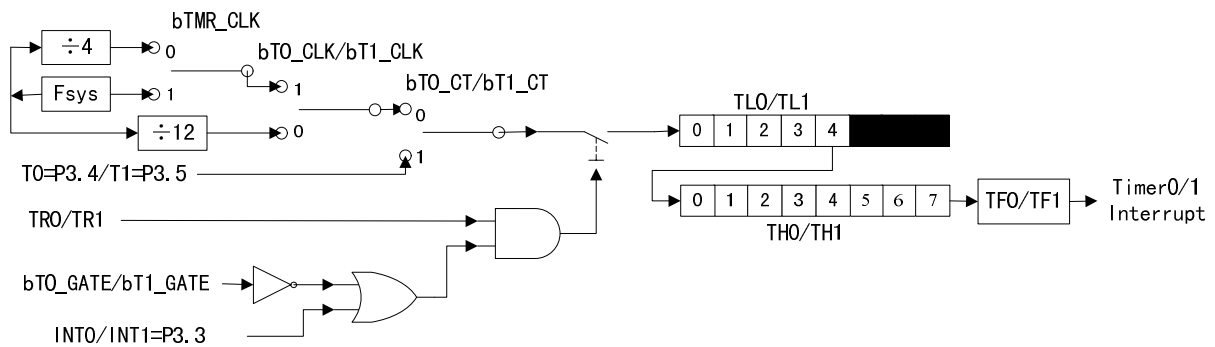 bTMR_CLK
÷4
0
bT0_CLK/bT1_CLK
Fsys
1
1
bT0_CT/bT1_CT
0
÷12
0
1
T0=P3.4/T1=P3.5
TL0/TL1
0 1 2 3 4
0 1 2 3 4 5 6 7
TH0/TH1
TF0/TF1
Timer0/1
Interrupt
TR0/TR1
bT0_GATE/bT1_GATE
INT0/INT1=P3.3